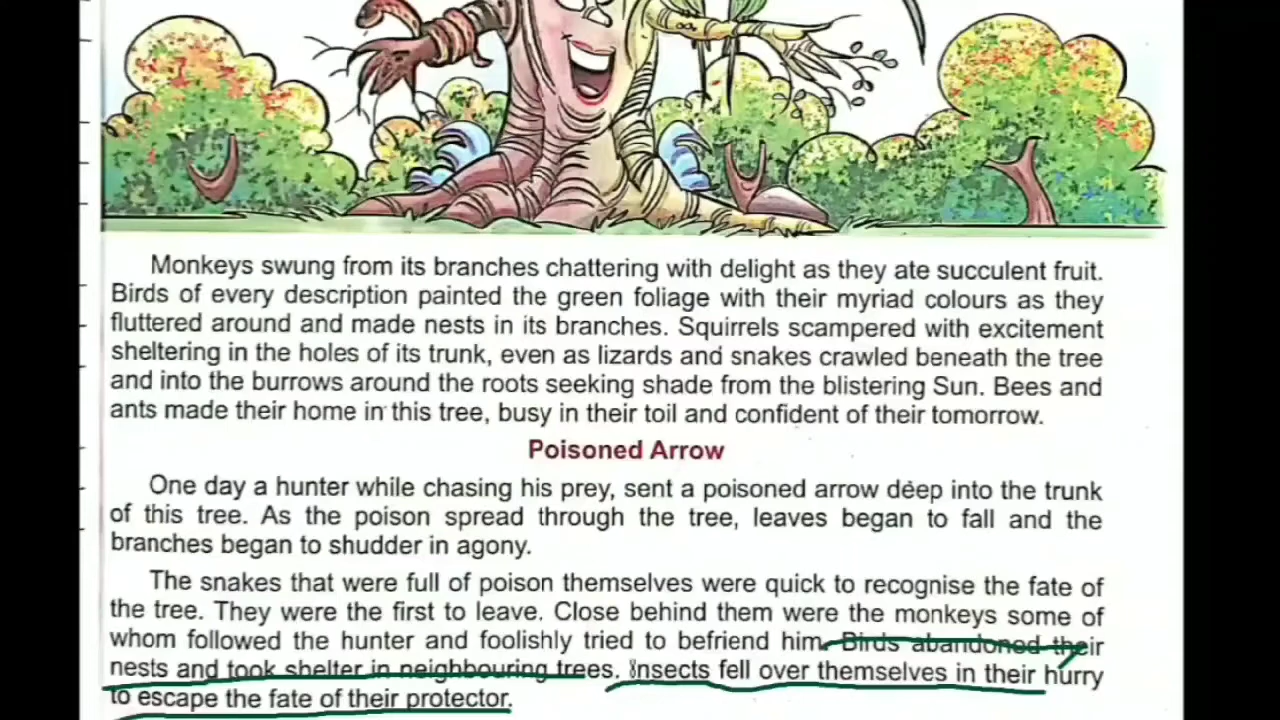 Monkeys swung from its branches chattering with delight as they ate succulent fruit.
Birds of every description painted the green foliage with their myriad colours as they
fluttered around and made nests in its branches. Squirrels scampered with excitement
sheltering in the holes of its trunk, even as lizards and snakes crawled beneath the tree
and into the burrows around the roots seeking shade from the blistering Sun. Bees and
ants made their home in this tree, busy in their toil and confident of their tomorrow.
Poisoned Arrow
One day a hunter while chasing his prey, sent a poisoned arrow deep into the trunk
of this tree. As the poison spread through the tree, leaves began to fall and the
branches began to shudder in agony.
The snakes that were full of poison themselves were quick to recognise the fate of
the tree. They were the first to leave. Close behind them were the monkeys some of
whom followed the hunter and foolishly tried to befriend him. Birds abandoned their
nests and took shelter in neighbouring trees. Insects fell over themselves in their hurry
to escape the fate of their protector.